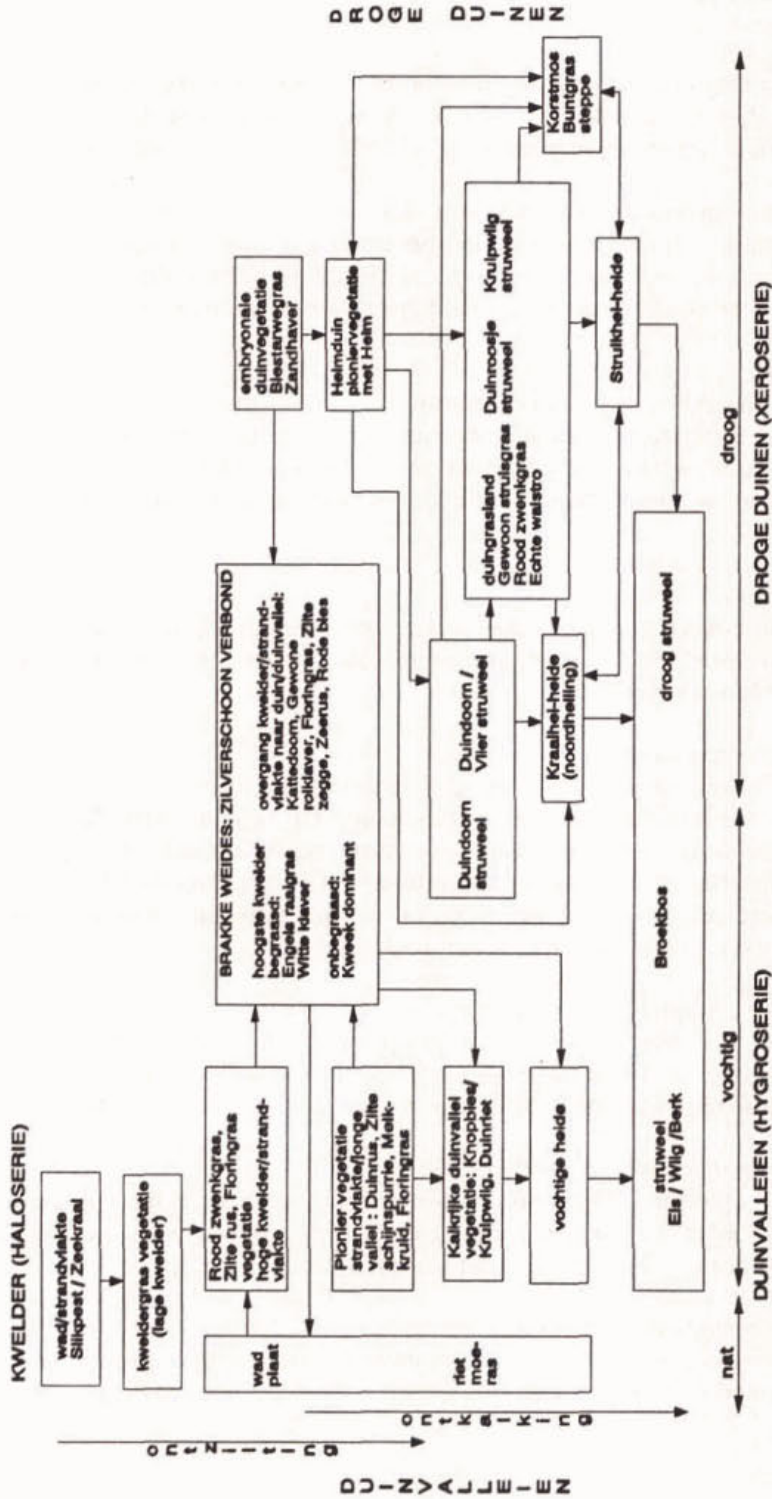 KWELDER (HALOSERIE)
wad/strandvlakte
Slikpest / Zeekraal
kweldergras vegetatie
(lage kwelder)
Rood zwenkgras,
Zilte rus, Fioringras
vegetatie
hoge kwelder/strand-
vlakte
wad
plaat
riet
moe-
ras
Pionier vegetatie
strandvlakte/jonge
vallei : Duinrus, Zilte
schijnspurrie, Melk-
kruid, Fioringras
Kalkrijke duinvallei
vegetatie: Knopbies/
Kruipwilg, Duinriet
vochtige heide
BRAKKE WEIDES: ZILVERSCHOON VERBOND
hoogste kwelder
begraasd:
Engels raaigras
Witte klaver
onbegraasd:
Kweek dominant
overgang kwelder/strand-
vlakte naar duin/duinvallei:
Kattedoorn, Gewone
rolklaver, Fioringras, Zilte
zegge, Zeerus, Rode bies
embryonale
duinvegetatie
Biestarwegras
Zandhaver
Helmduin
pioniervegetatie
met Helm
Duindoorn
struweel
Duindoorn /
Vlier struweel
duingrasland
Gewoon struisgras
Rood zwenkgras
Echte walstro
Duinroosje
struweel
Kruipwilg
struweel
Korstmos
Buntgras
steppe
Kraaihei-heide
(noordhelling)
Struikhei-heide
struweel
Els / Wilg /Berk
Broekbos
droog struweel
nat
vochtig
droog
DUINVALLEIEN (HYGROSERIE)
DROGE DUINEN (XEROSERIE)
ontzilting
ontkalking
DUINVALLEIEN
DROGE DUINEN